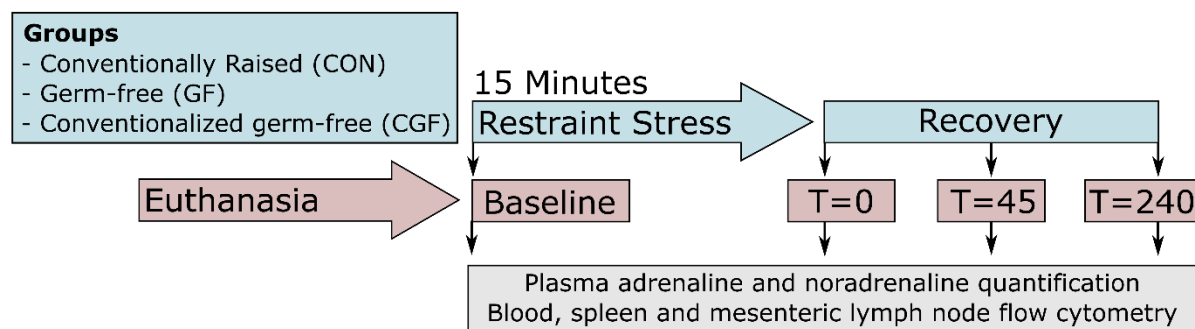 Groups
- Conventionally Raised (CON)
- Germ-free (GF)
- Conventionalized germ-free (CGF)
15 Minutes
Restraint Stress
Recovery
Euthanasia
Baseline
T=0
T=45
T=240
Plasma adrenaline and noradrenaline quantification
Blood, spleen and mesenteric lymph node flow cytometry